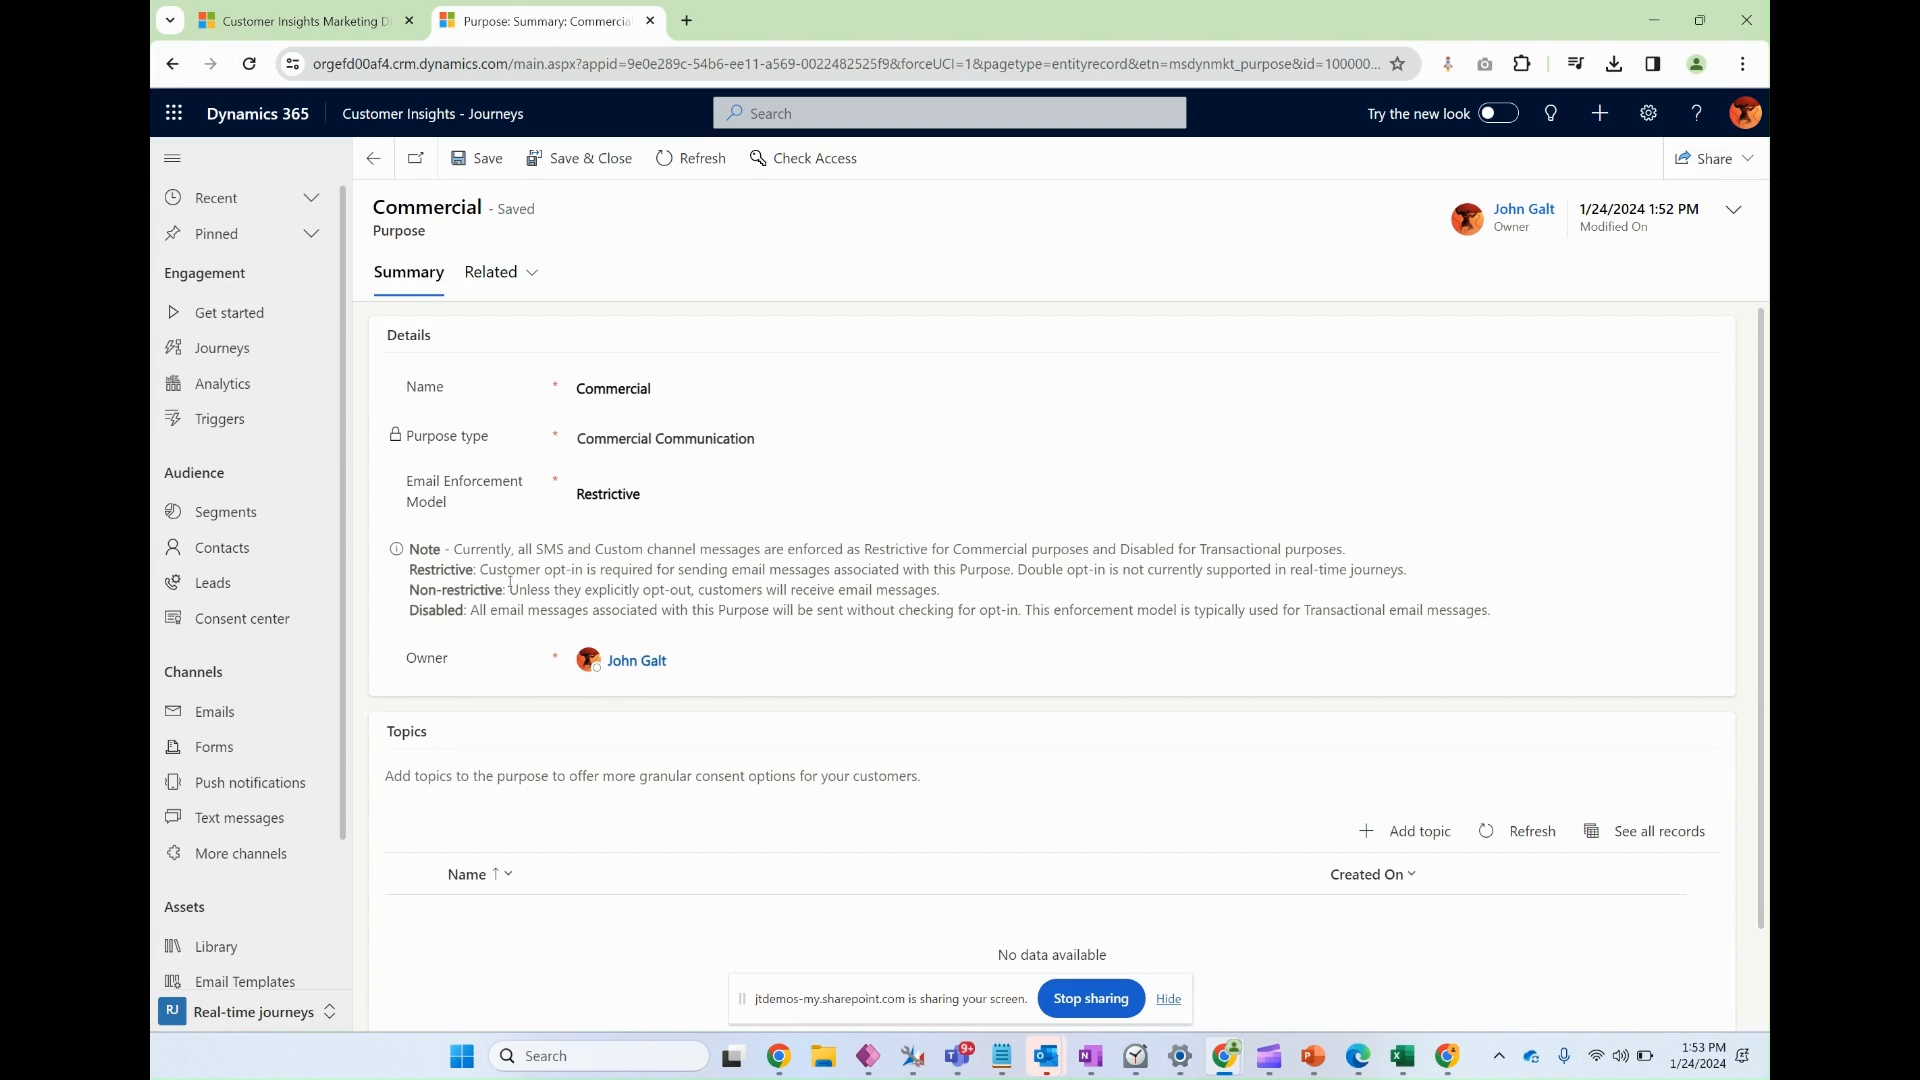 Customer Insights Marketing D
Purpose: Summary: Commercia
orgefd00af4.crm.dynamics.com/main.aspx?appid=9e0e289c-54b6-ee11-a569-0022482525f9&forceUCI=1&pagetype=entityrecord&etn=msdynmkt_purpose&id=100000...
Dynamics 365
Customer Insights - Journeys
Search
Try the new look
Save
Save & Close
Refresh
Check Access
Share
Recent
Pinned
Engagement
Get started
Journeys
Analytics
Triggers
Audience
Segments
Contacts
Leads
Consent center
Channels
Emails
Forms
Push notifications
Text messages
More channels
Assets
Library
Email Templates
RJ
Real-time journeys
Commercial - Saved
Purpose
John Galt
Owner
1/24/2024 1:52 PM
Modified On
Summary
Related
Details
Name * Commercial
Purpose type * Commercial Communication
Email Enforcement
Model
* Restrictive
Note - Currently, all SMS and Custom channel messages are enforced as Restrictive for Commercial purposes and Disabled for Transactional purposes.
Restrictive: Customer opt-in is required for sending email messages associated with this Purpose. Double opt-in is not currently supported in real-time journeys.
Non-restrictive: Unless they explicitly opt-out, customers will receive email messages.
Disabled: All email messages associated with this Purpose will be sent without checking for opt-in. This enforcement model is typically used for Transactional email messages.
Owner * John Galt
Topics
Add topics to the purpose to offer more granular consent options for your customers.
Add topic
Refresh
See all records
Name ↑
Created On
No data available
jtdemos-my.sharepoint.com is sharing your screen.
Stop sharing
Hide
Search
9+
1:53 PM
1/24/2024